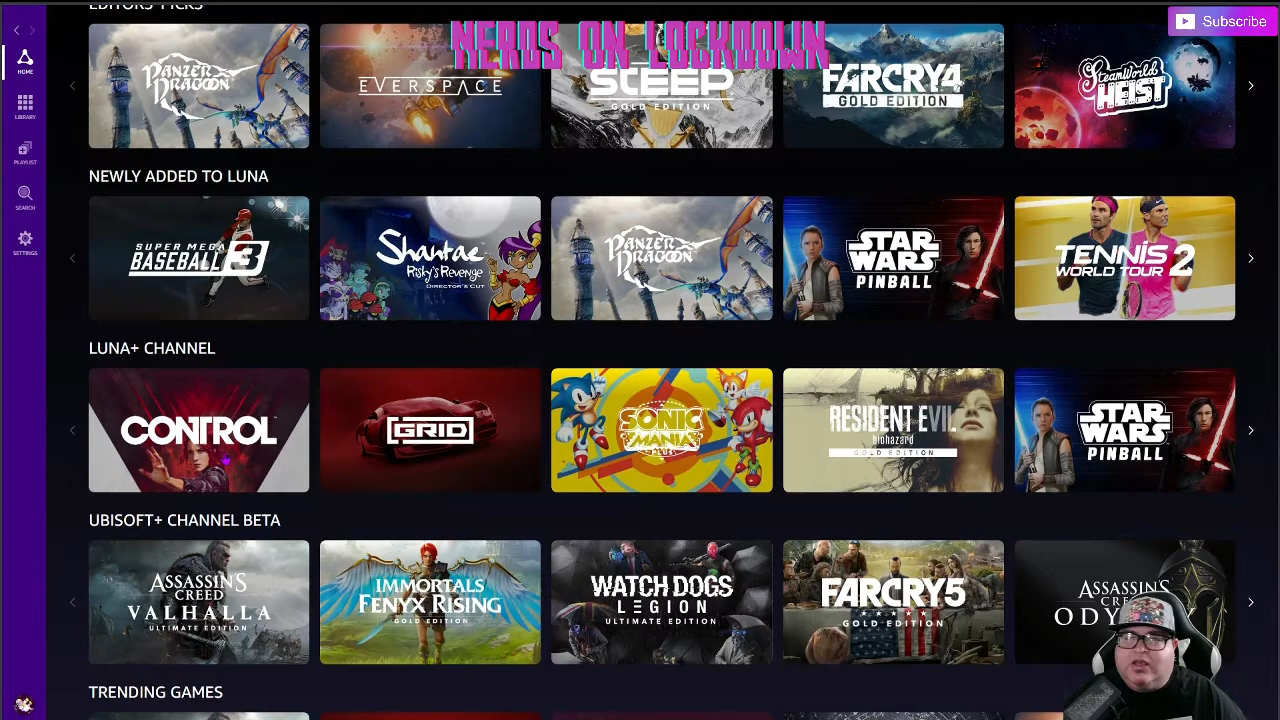 EDITORS' PICKS
Subscribe
NERDS ON LOCKDOWN
PANZER
DRAGOON
EVERSPACE
STEEP
GOLD EDITION
FARCRY4
GOLD EDITION
SteamWorld
HEIST
HOME
LIBRARY
PLAYLIST
SEARCH
SETTINGS
NEWLY ADDED TO LUNA
SUPER MEGA
BASEBALL 3
Shantae
Risky's Revenge
DIRECTOR'S CUT
PANZER
DRAGOON
STAR
WARS
PINBALL
TENNIS
WORLD TOUR 2
LUNA+ CHANNEL
CONTROL
GRID
SONIC
MANIA
PLUS
RESIDENT EVIL
biohazard
GOLD EDITION
STAR
WARS
PINBALL
UBISOFT+ CHANNEL BETA
ASSASSIN'S
CREED
VALHALLA
ULTIMATE EDITION
IMMORTALS
FENYX RISING
GOLD EDITION
WATCH DOGS
LEGION
ULTIMATE EDITION
FARCRY5
GOLD EDITION
ASSASSIN'S
TRENDING GAMES